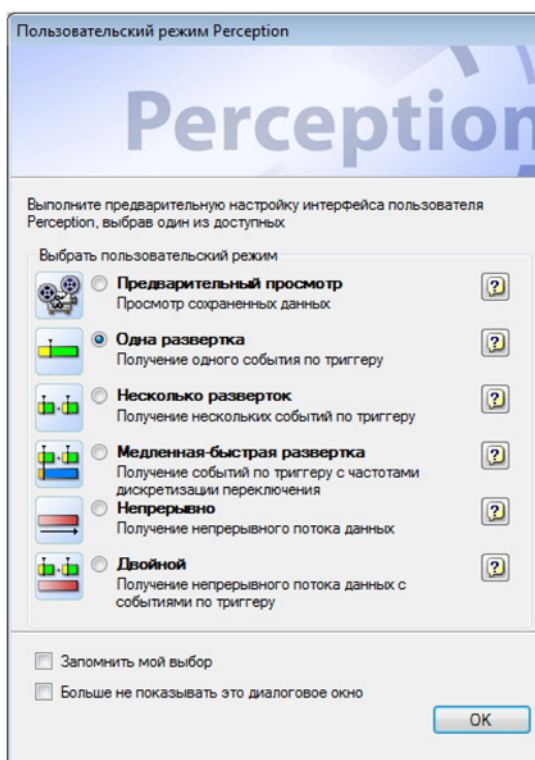 Пользовательский режим Perception
Perception
Выполните предварительную настройку интерфейса пользователя
Perception, выбрав один из доступных
Выбрать пользовательский режим
Предварительный просмотр
Просмотр сохраненных данных
Одна развертка
Получение одного события по триггеру
Несколько разверток
Получение нескольких событий по триггеру
Медленная-быстрая развертка
Получение событий по триггеру с частотами
дискретизации переключения
Непрерывно
Получение непрерывного потока данных
Двойной
Получение непрерывного потока данных с
событиями по триггеру
Запомнить мой выбор
Больше не показывать это диалоговое окно
OK